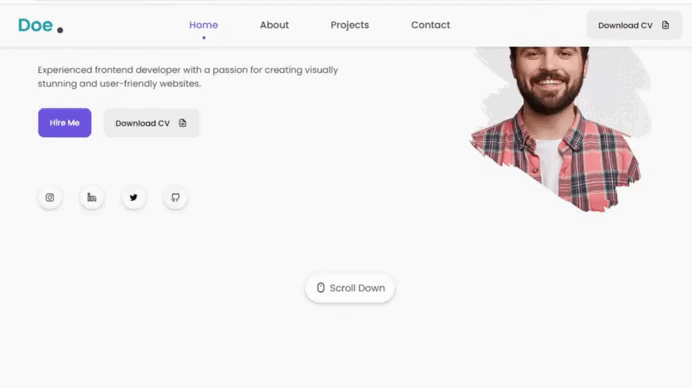 Doe .
Home
About
Projects
Contact
Download CV
Experienced frontend developer with a passion for creating visually
stunning and user-friendly websites.
Hire Me
Download CV
Scroll Down